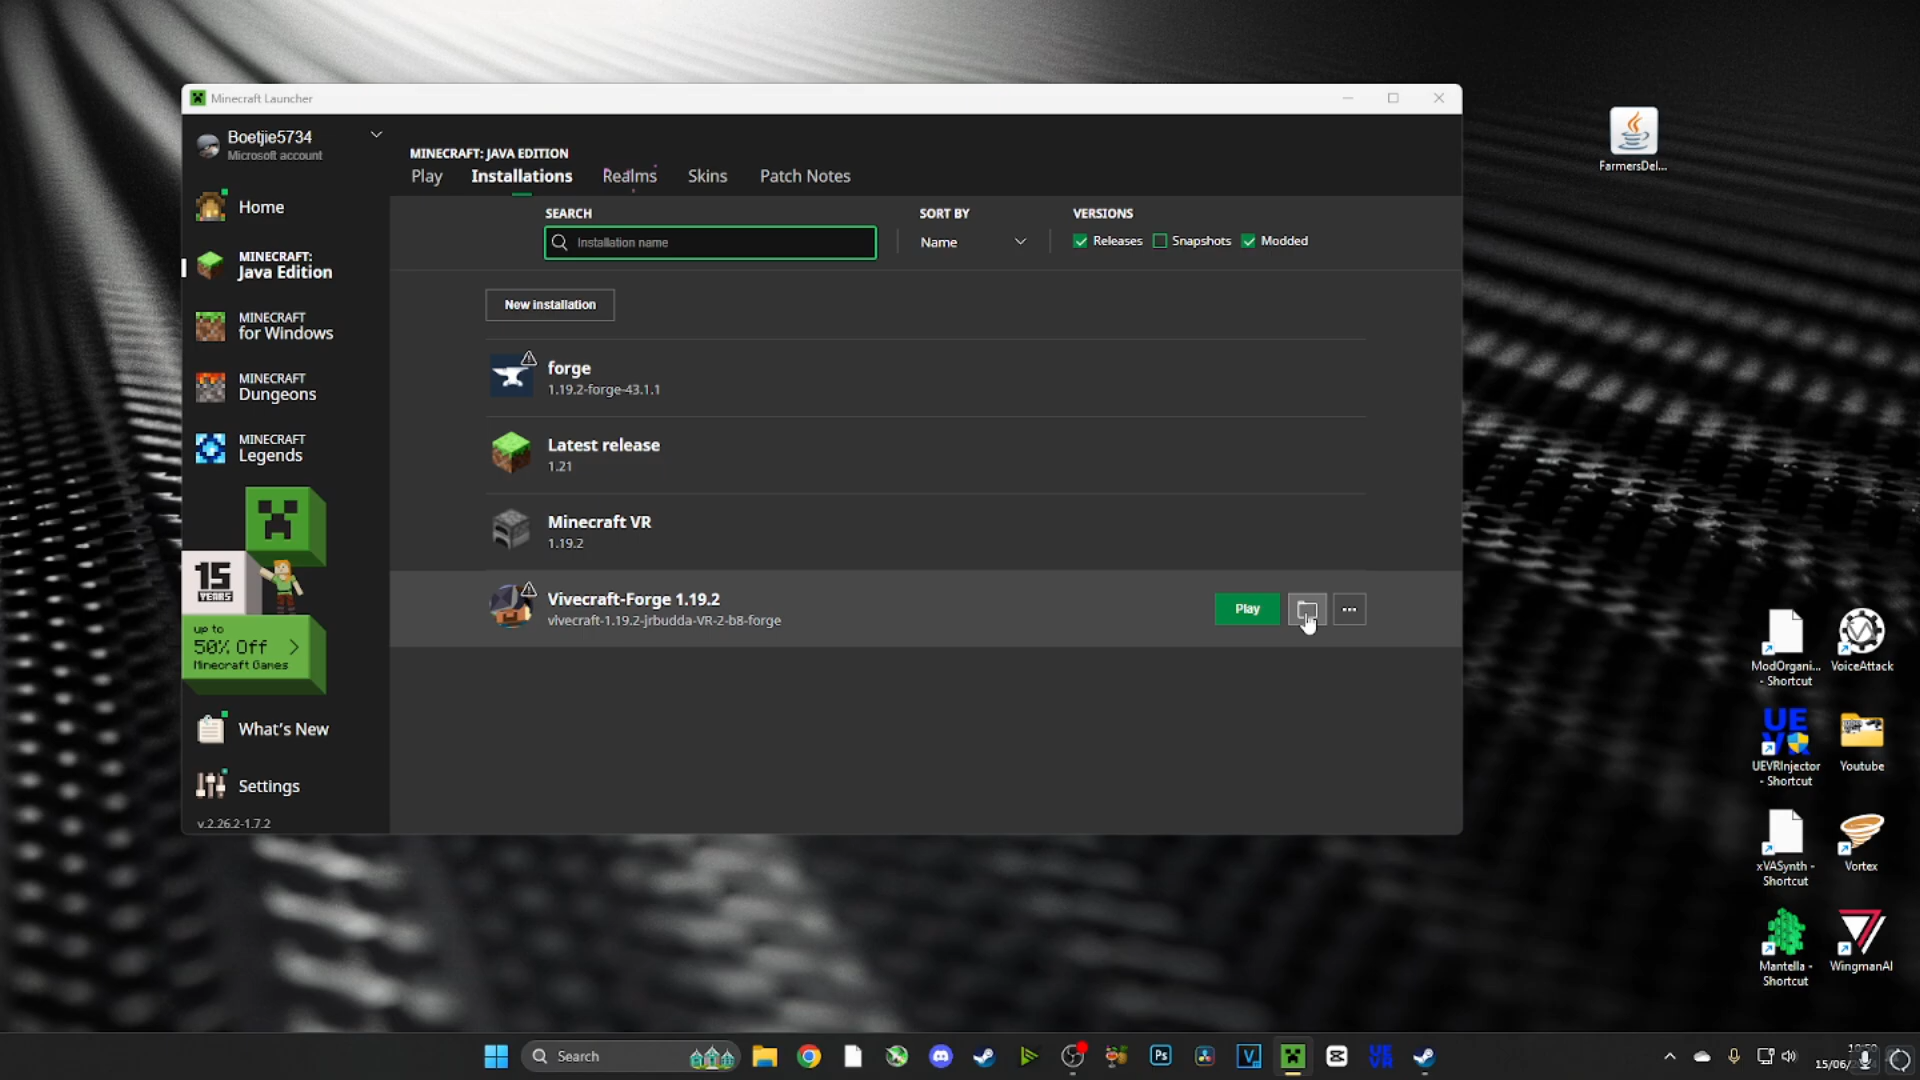 Minecraft Launcher
Boetjie5734
Microsoft account
Home
MINECRAFT:
Java Edition
MINECRAFT
for Windows
MINECRAFT
Dungeons
MINECRAFT
Legends
15
YEARS
up to
50% Off
Minecraft Games
What's New
Settings
v.2.26.2-1.7.2
MINECRAFT: JAVA EDITION
Play
Installations
Realms
Skins
Patch Notes
SEARCH
Installation name
SORT BY
Name
VERSIONS
Releases
Snapshots
Modded
New installation
forge
1.19.2-forge-43.1.1
Latest release
1.21
Minecraft VR
1.19.2
Vivecraft-Forge 1.19.2
vivecraft-1.19.2-jrbudda-VR-2-b8-forge
Play
FarmersDel...
ModOrgani...
- Shortcut
VoiceAttack
UEVR
UEVRInjector
- Shortcut
Youtube
xVASynth -
Shortcut
Vortex
Mantella -
Shortcut
WingmanAI
Search
Ps
V
UEVR
15/06/